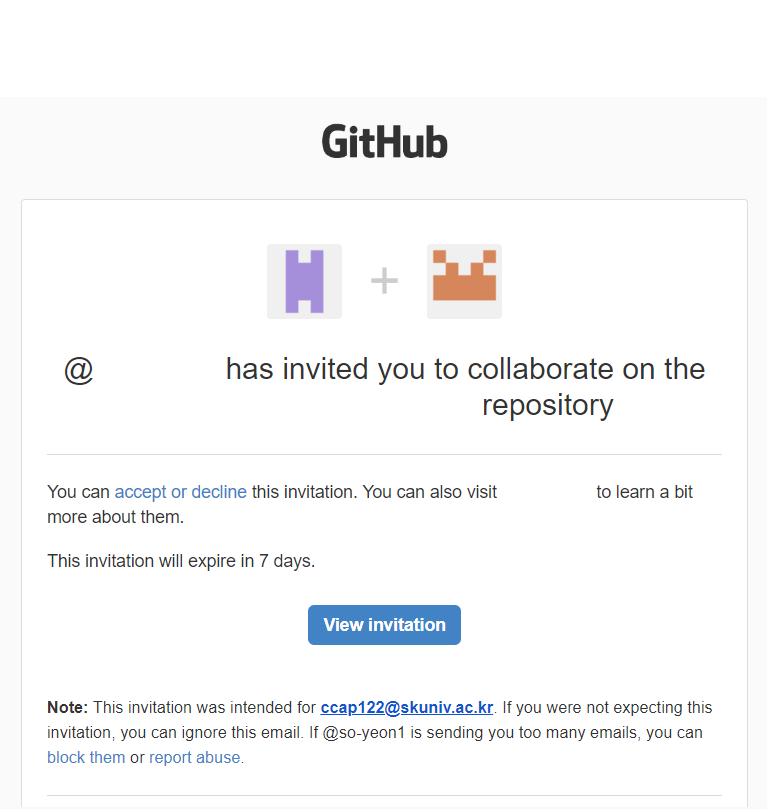 GitHub
@ has invited you to collaborate on the
repository
You can accept or decline this invitation. You can also visit to learn a bit
more about them.
This invitation will expire in 7 days.
View invitation
Note: This invitation was intended for ccap122@skuniv.ac.kr. If you were not expecting this
invitation, you can ignore this email. If @so-yeon1 is sending you too many emails, you can
block them or report abuse.